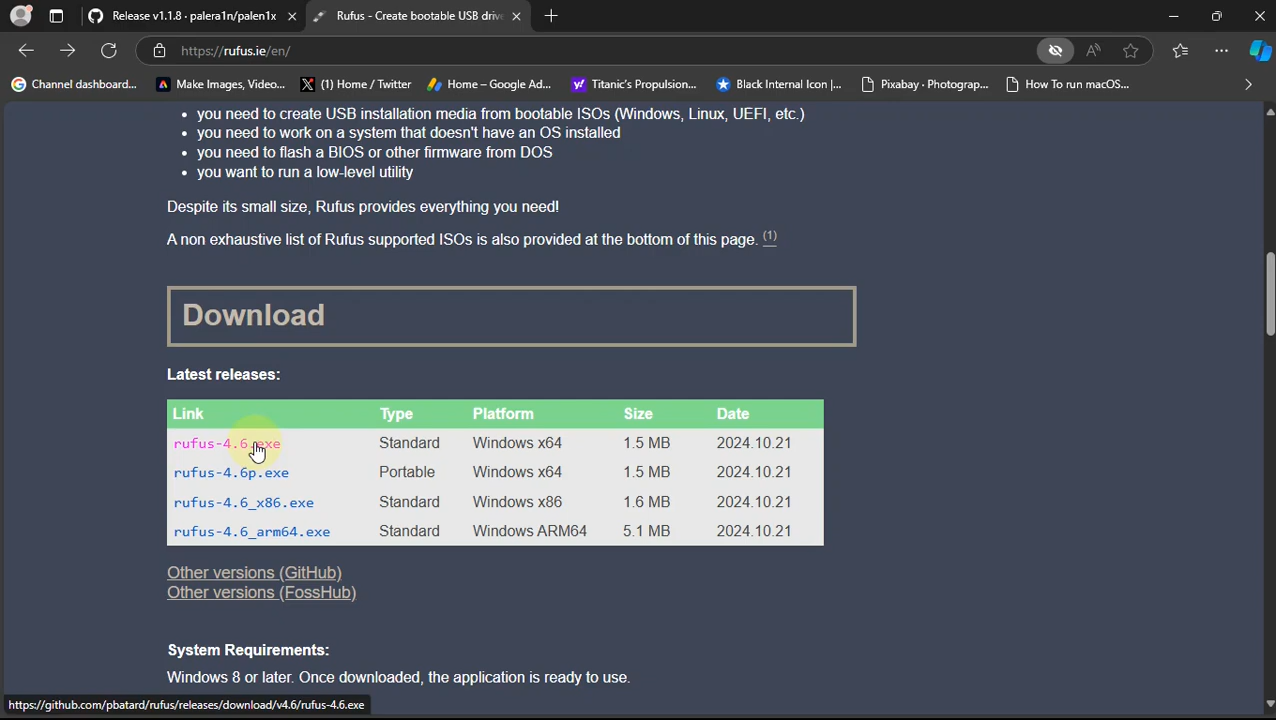 Release v1.1.8 - palera1n/palen1x
Rufus - Create bootable USB drive
https://rufus.ie/en/
Channel dashboard...
Make Images, Video...
(1) Home / Twitter
Home – Google Ad...
Titanic's Propulsion...
Black Internal Icon |...
Pixabay · Photograp...
How To run macOS...
• you need to create USB installation media from bootable ISOs (Windows, Linux, UEFI, etc.)
• you need to work on a system that doesn't have an OS installed
• you need to flash a BIOS or other firmware from DOS
• you want to run a low-level utility
Despite its small size, Rufus provides everything you need!
A non exhaustive list of Rufus supported ISOs is also provided at the bottom of this page. (1)
Download
Latest releases:
Link Type Platform Size Date
rufus-4.6.exe Standard Windows x64 1.5 MB 2024.10.21
rufus-4.6p.exe Portable Windows x64 1.5 MB 2024.10.21
rufus-4.6_x86.exe Standard Windows x86 1.6 MB 2024.10.21
rufus-4.6_arm64.exe Standard Windows ARM64 5.1 MB 2024.10.21
Other versions (GitHub)
Other versions (FossHub)
System Requirements:
Windows 8 or later. Once downloaded, the application is ready to use.
https://github.com/pbatard/rufus/releases/download/v4.6/rufus-4.6.exe